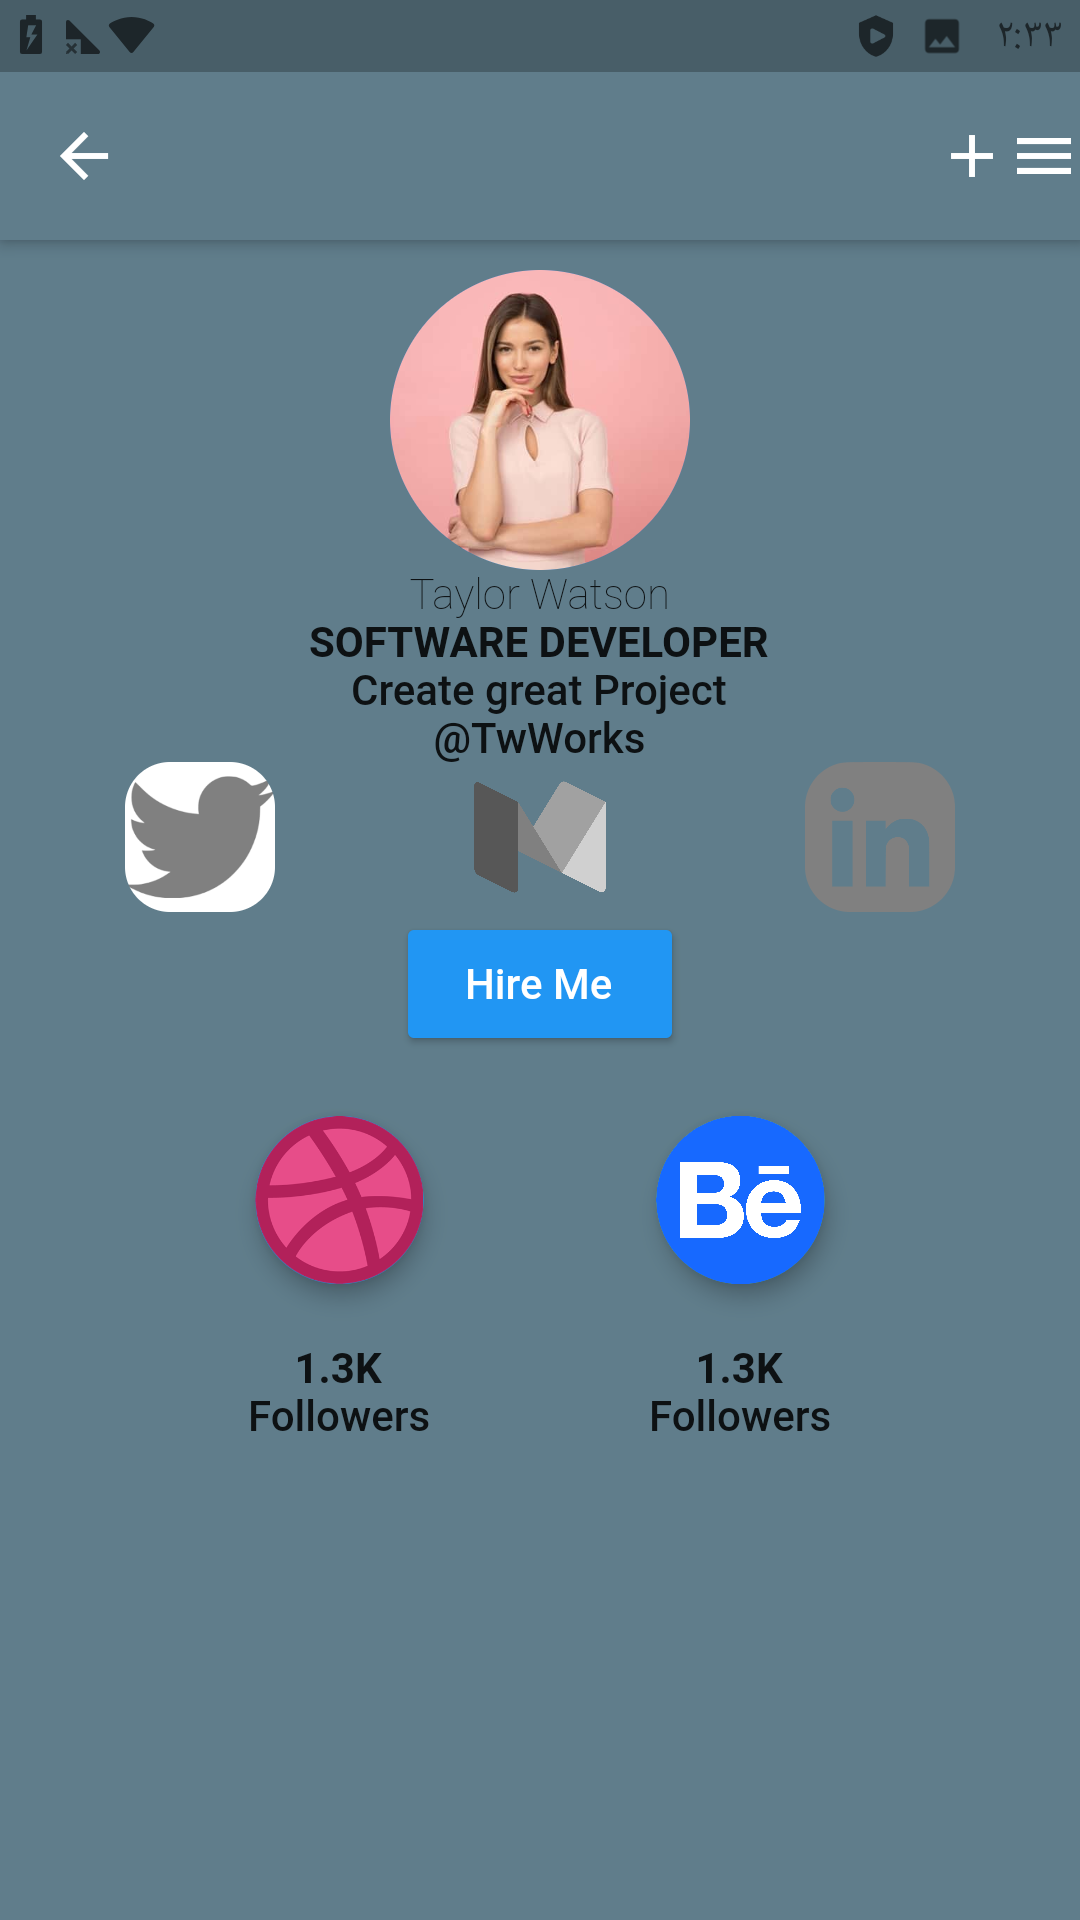 ٢:٣٣
Taylor Watson
SOFTWARE DEVELOPER
Create great Project
@TwWorks
in
Hire Me
Bē
1.3K
Followers
1.3K
Followers